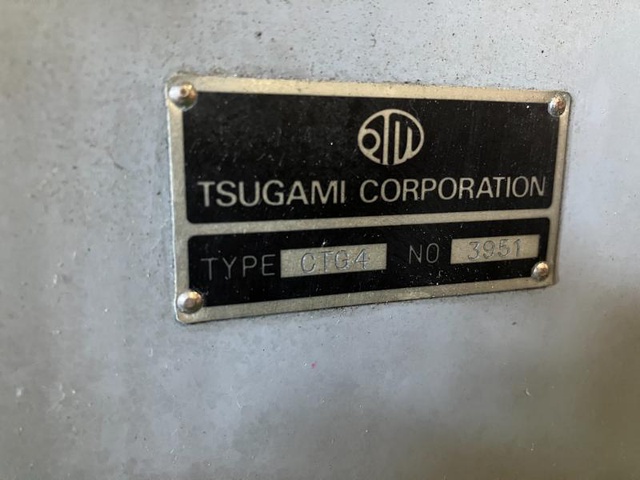 TSUGAMI CORPORATION
TYPE CTG4 NO 3951